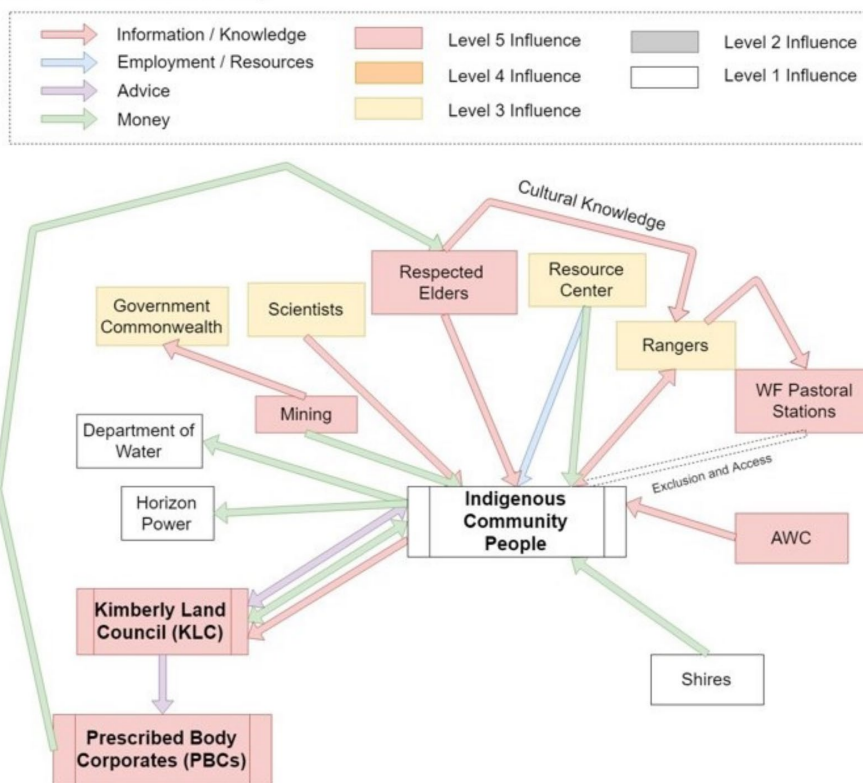 Information / Knowledge
Employment / Resources
Advice
Money
Level 5 Influence
Level 4 Influence
Level 3 Influence
Level 2 Influence
Level 1 Influence
Cultural Knowledge
Respected
Elders
Resource
Center
Government
Commonwealth
Scientists
Rangers
Mining
WF Pastoral
Stations
Department of
Water
Exclusion and Access
Horizon
Power
Indigenous
Community
People
AWC
Kimberly Land
Council (KLC)
Shires
Prescribed Body
Corporates (PBCs)